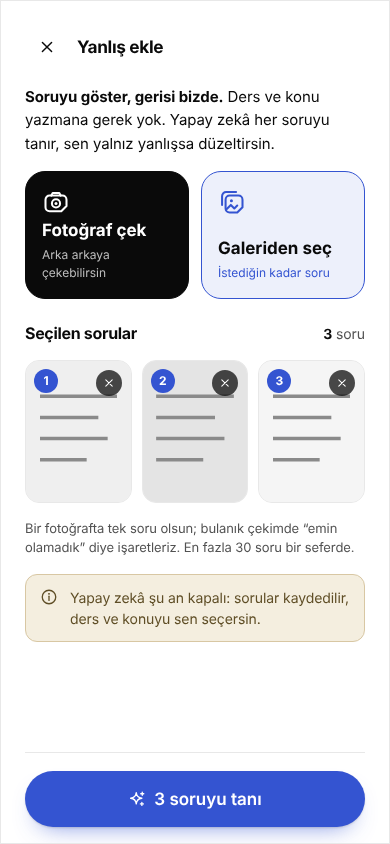 Yanlış ekle
Soruyu göster, gerisi bizde. Ders ve konu
yazmana gerek yok. Yapay zekâ her soruyu
tanır, sen yalnız yanlışsa düzeltirsin.
Fotoğraf çek
Arka arkaya
çekebilirsin
Galeriden seç
İstediğin kadar soru
Seçilen sorular
3 soru
1
2
3
Bir fotoğrafta tek soru olsun; bulanık çekimde “emin
olamadık” diye işaretleriz. En fazla 30 soru bir seferde.
Yapay zekâ şu an kapalı: sorular kaydedilir,
ders ve konuyu sen seçersin.
3 soruyu tanı